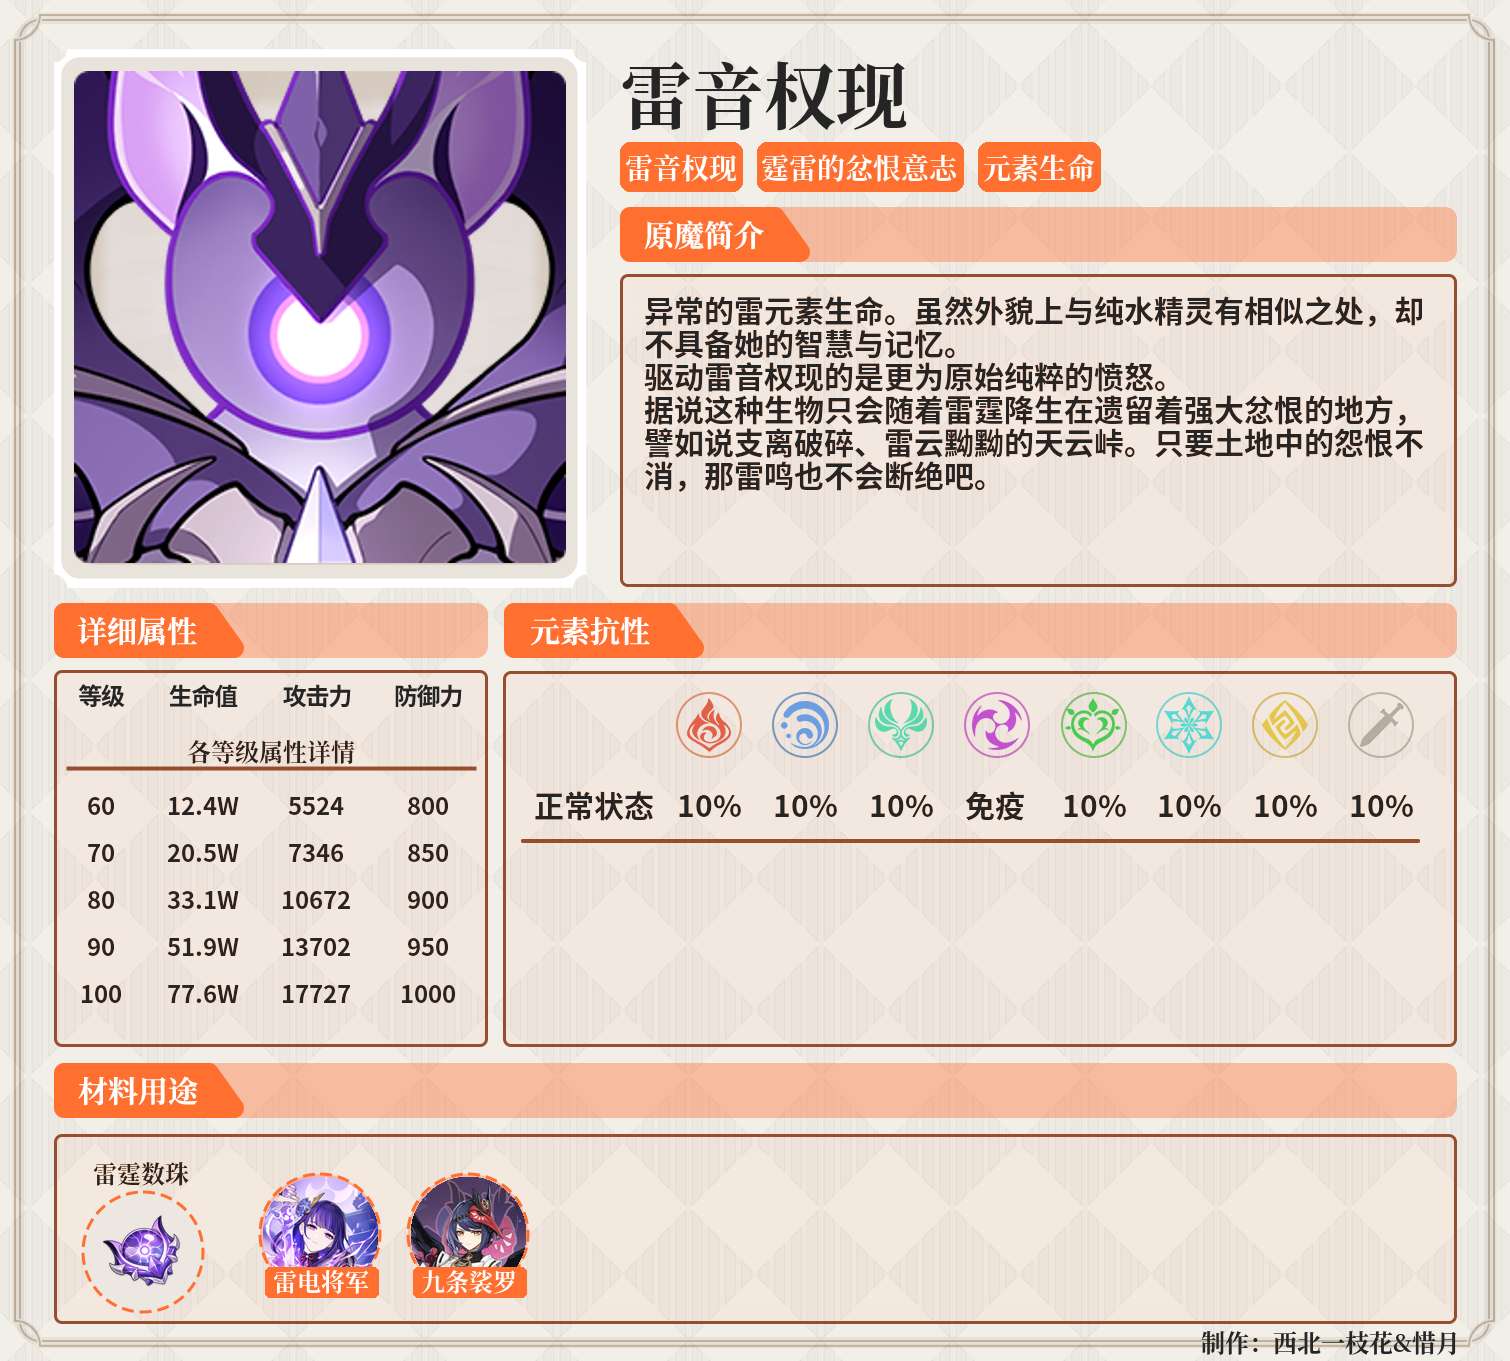 雷音权现
雷音权现 霆雷的忿恨意志 元素生命
原魔简介
异常的雷元素生命。虽然外貌上与纯水精灵有相似之处，却
不具备她的智慧与记忆。
驱动雷音权现的是更为原始纯粹的愤怒。
据说这种生物只会随着雷霆降生在遗留着强大忿恨的地方，
譬如说支离破碎、雷云黝黝的天云峠。只要土地中的怨恨不
消，那雷鸣也不会断绝吧。
详细属性
等级 生命值 攻击力 防御力
各等级属性详情
60 12.4W 5524 800
70 20.5W 7346 850
80 33.1W 10672 900
90 51.9W 13702 950
100 77.6W 17727 1000
元素抗性
正常状态 10% 10% 10% 免疫 10% 10% 10% 10%
材料用途
雷霆数珠
雷电将军 九条裟罗
制作：西北一枝花&惜月